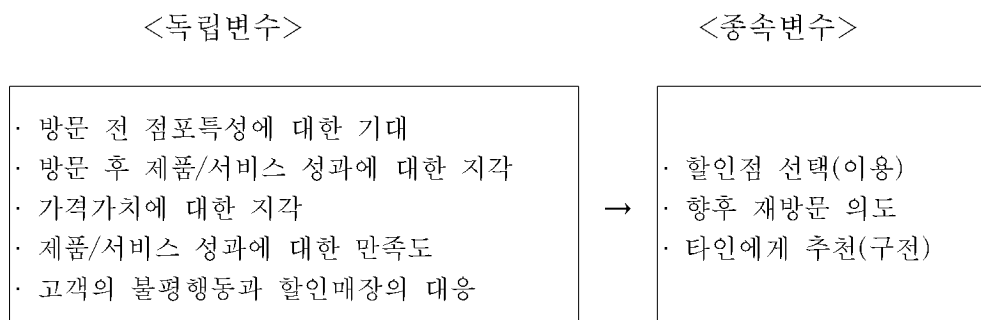 <독립변수>
<종속변수>
· 방문 전 점포특성에 대한 기대
· 방문 후 제품/서비스 성과에 대한 지각
· 가격가치에 대한 지각
· 제품/서비스 성과에 대한 만족도
· 고객의 불평행동과 할인매장의 대응
→
· 할인점 선택(이용)
· 향후 재방문 의도
· 타인에게 추천(구전)